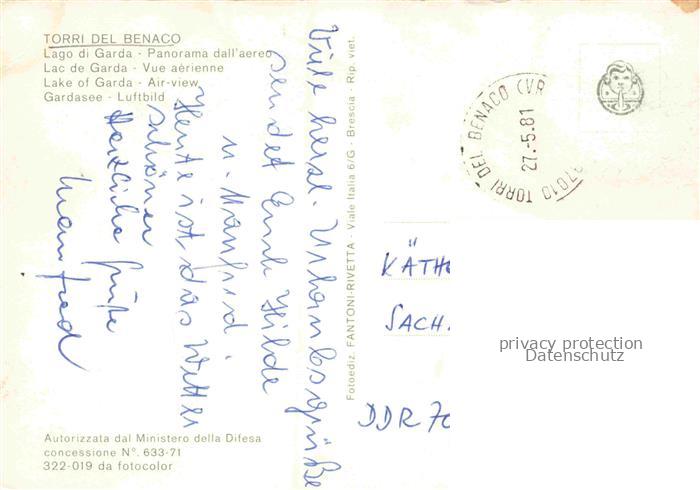 TORRI DEL BENACO
Lago di Garda - Panorama dall'aereo
Lac de Garda - Vue aérienne
Lake of Garda - Air-view
Gardasee - Luftbild
Viele herzl. Urlaubsgrüße
sendet Euch Hilde
u. Manfred.
Heute ist das Wetter
schöner
Herzliche Grüße
Manfred
Autorizzata dal Ministero della Difesa
concessione N°. 633-71
322-019 da fotocolor
Fotoediz. FANTONI-RIVETTA - Viale Italia 6/G - Brescia - Rip. viet.
37010 TORRI DEL BENACO (VR
27.-5.81
KÄTH
SACH.
DDR 70
privacy protection
Datenschutz